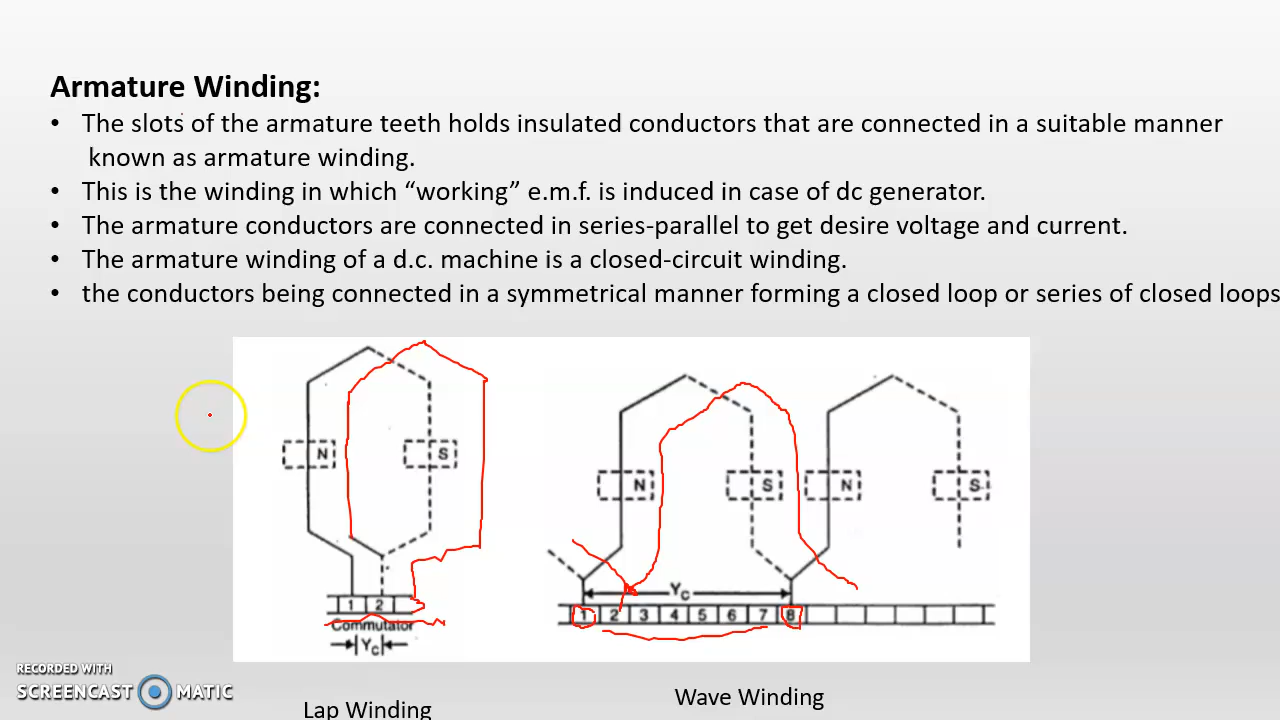 Armature Winding:
• The slots of the armature teeth holds insulated conductors that are connected in a suitable manner
known as armature winding.
• This is the winding in which “working” e.m.f. is induced in case of dc generator.
• The armature conductors are connected in series-parallel to get desire voltage and current.
• The armature winding of a d.c. machine is a closed-circuit winding.
• the conductors being connected in a symmetrical manner forming a closed loop or series of closed loops
N S
N S N S
1 2
Commutator
Yc
Yc
1 2 3 4 5 6 7 8
RECORDED WITH
SCREENCAST MATIC
Lap Winding
Wave Winding